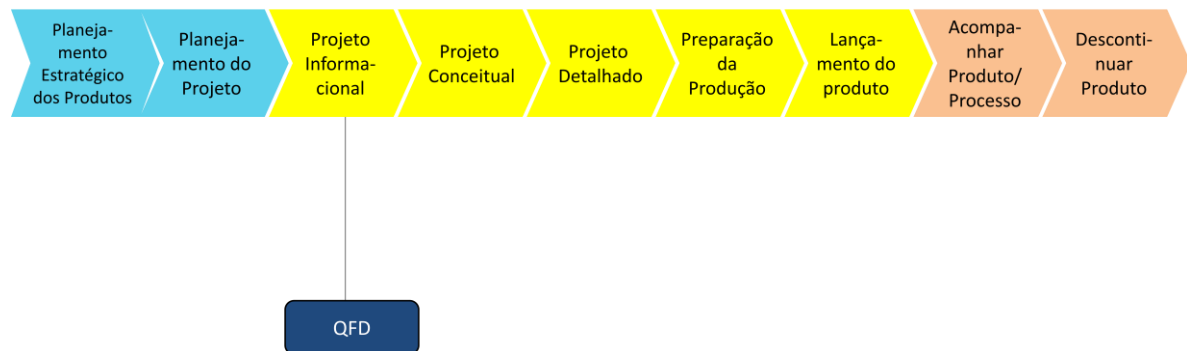 Planeja-
mento
Estratégico
dos Produtos
Planeja-
mento do
Projeto
Projeto
Informa-
cional
Projeto
Conceitual
Projeto
Detalhado
Preparação
da
Produção
Lança-
mento do
produto
Acompa-
nhar
Produto/
Processo
Desconti-
nuar
Produto
QFD